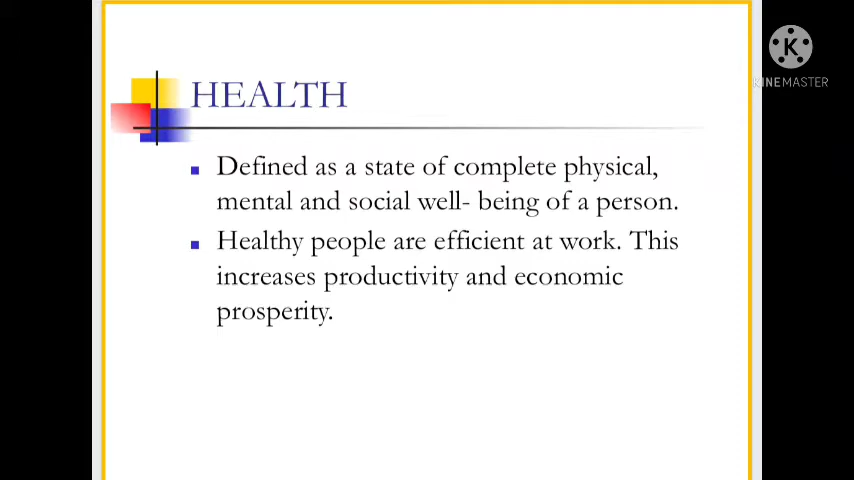 K
KINEMASTER
HEALTH
Defined as a state of complete physical,
mental and social well- being of a person.
Healthy people are efficient at work. This
increases productivity and economic
prosperity.